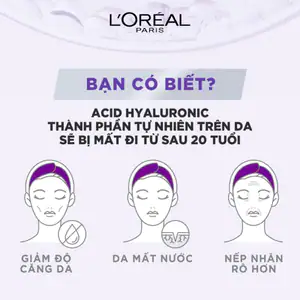 L'ORÉAL
PARIS
BẠN CÓ BIẾT?
ACID HYALURONIC
THÀNH PHẦN TỰ NHIÊN TRÊN DA
SẼ BỊ MẤT ĐI TỪ SAU 20 TUỔI
GIẢM ĐỘ
CĂNG DA
DA MẤT NƯỚC
NẾP NHĂN
RÕ HƠN